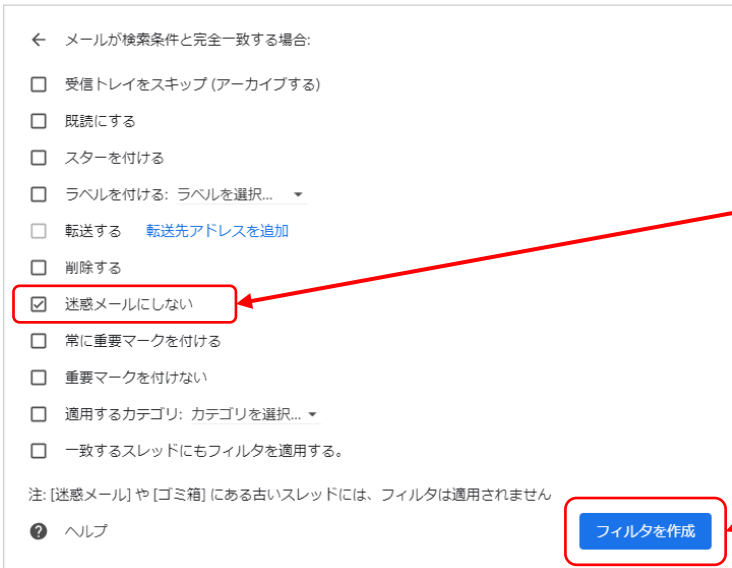 メールが検索条件と完全一致する場合:
受信トレイをスキップ (アーカイブする)
既読にする
スターを付ける
ラベルを付ける: ラベルを選択...
転送する 転送先アドレスを追加
削除する
迷惑メールにしない
常に重要マークを付ける
重要マークを付けない
適用するカテゴリ: カテゴリを選択...
一致するスレッドにもフィルタを適用する。
注: [迷惑メール] や [ゴミ箱] にある古いスレッドには、フィルタは適用されません
ヘルプ
フィルタを作成